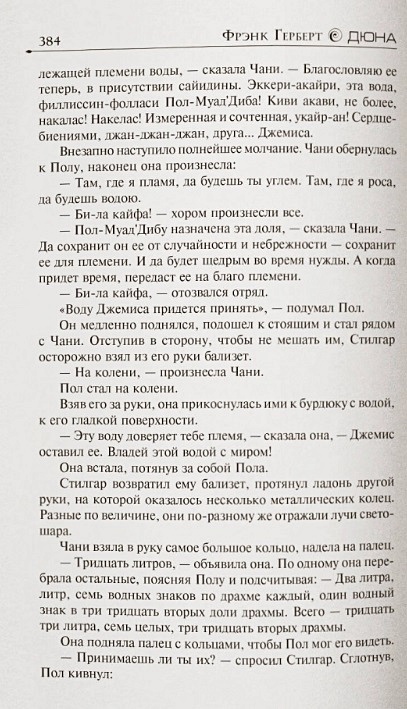 384 Фрэнк Герберт ДЮНА
лежащей племени воды, — сказала Чани. — Благословляю ее
теперь, в присутствии сайидины. Эккери-акайри, эта вода,
филлиссин-фолласи Пол-Муал'Диба! Киви акави, не более,
накалас! Накелас! Измеренная и сочтенная, укайр-ан! Сердце-
биениями, джан-джан-джан, друга... Джемиса.
Внезапно наступило полнейшее молчание. Чани обернулась
к Полу, наконец она произнесла:
— Там, где я пламя, да будешь ты углем. Там, где я роса,
да будешь водою.
— Би-ла кайфа! — хором произнесли все.
— Пол-Муал'Дибу назначена эта доля, — сказала Чани. —
Да сохранит он ее от случайности и небрежности — сохранит
ее для племени. И да будет щедрым во время нужды. А когда
придет время, передаст ее на благо племени.
— Би-ла кайфа, — отозвался отряд.
«Воду Джемиса придется принять», — подумал Пол.
Он медленно поднялся, подошел к стоящим и стал рядом
с Чани. Отступив в сторону, чтобы не мешать им, Стилгар
осторожно взял из его руки бализет.
— На колени, — произнесла Чани.
Пол стал на колени.
Взяв его за руки, она прикоснулась ими к бурдюку с водой,
к его гладкой поверхности.
— Эту воду доверяет тебе племя, — сказала она, — Джемис
оставил ее. Владей этой водой с миром!
Она встала, потянув за собой Пола.
Стилгар возвратил ему бализет, протянул ладонь другой
руки, на которой оказалось несколько металлических колец.
Разные по величине, они по-разному же отражали лучи свето-
шара.
Чани взяла в руку самое большое кольцо, надела на палец.
— Тридцать литров, — объявила она. По одному она пере-
брала остальные, поясняя Полу и подсчитывая: — Два литра,
литр, семь водных знаков по драхме каждый, один водный
знак в три тридцать вторых доли драхмы. Всего — тридцать
три литра, семь целых, три тридцать вторых драхмы.
Она подняла палец с кольцами, чтобы Пол мог его видеть.
— Принимаешь ли ты их? — спросил Стилгар. Сглотнув,
Пол кивнул: